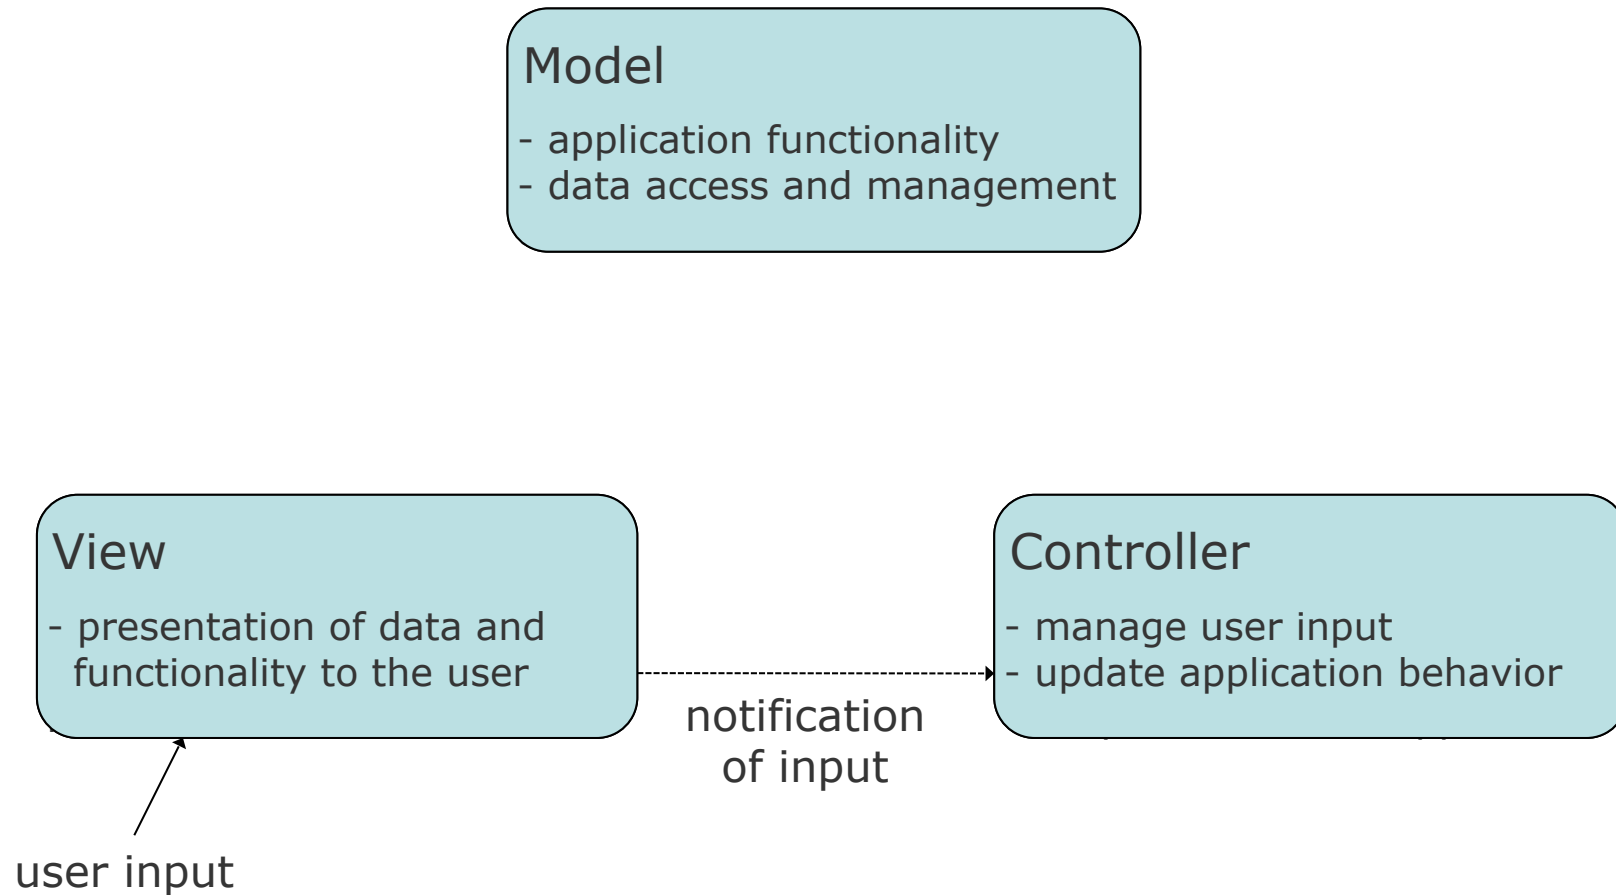 Model
- application functionality
- data access and management
View
- presentation of data and
functionality to the user
Controller
- manage user input
- update application behavior
notification
of input
user input